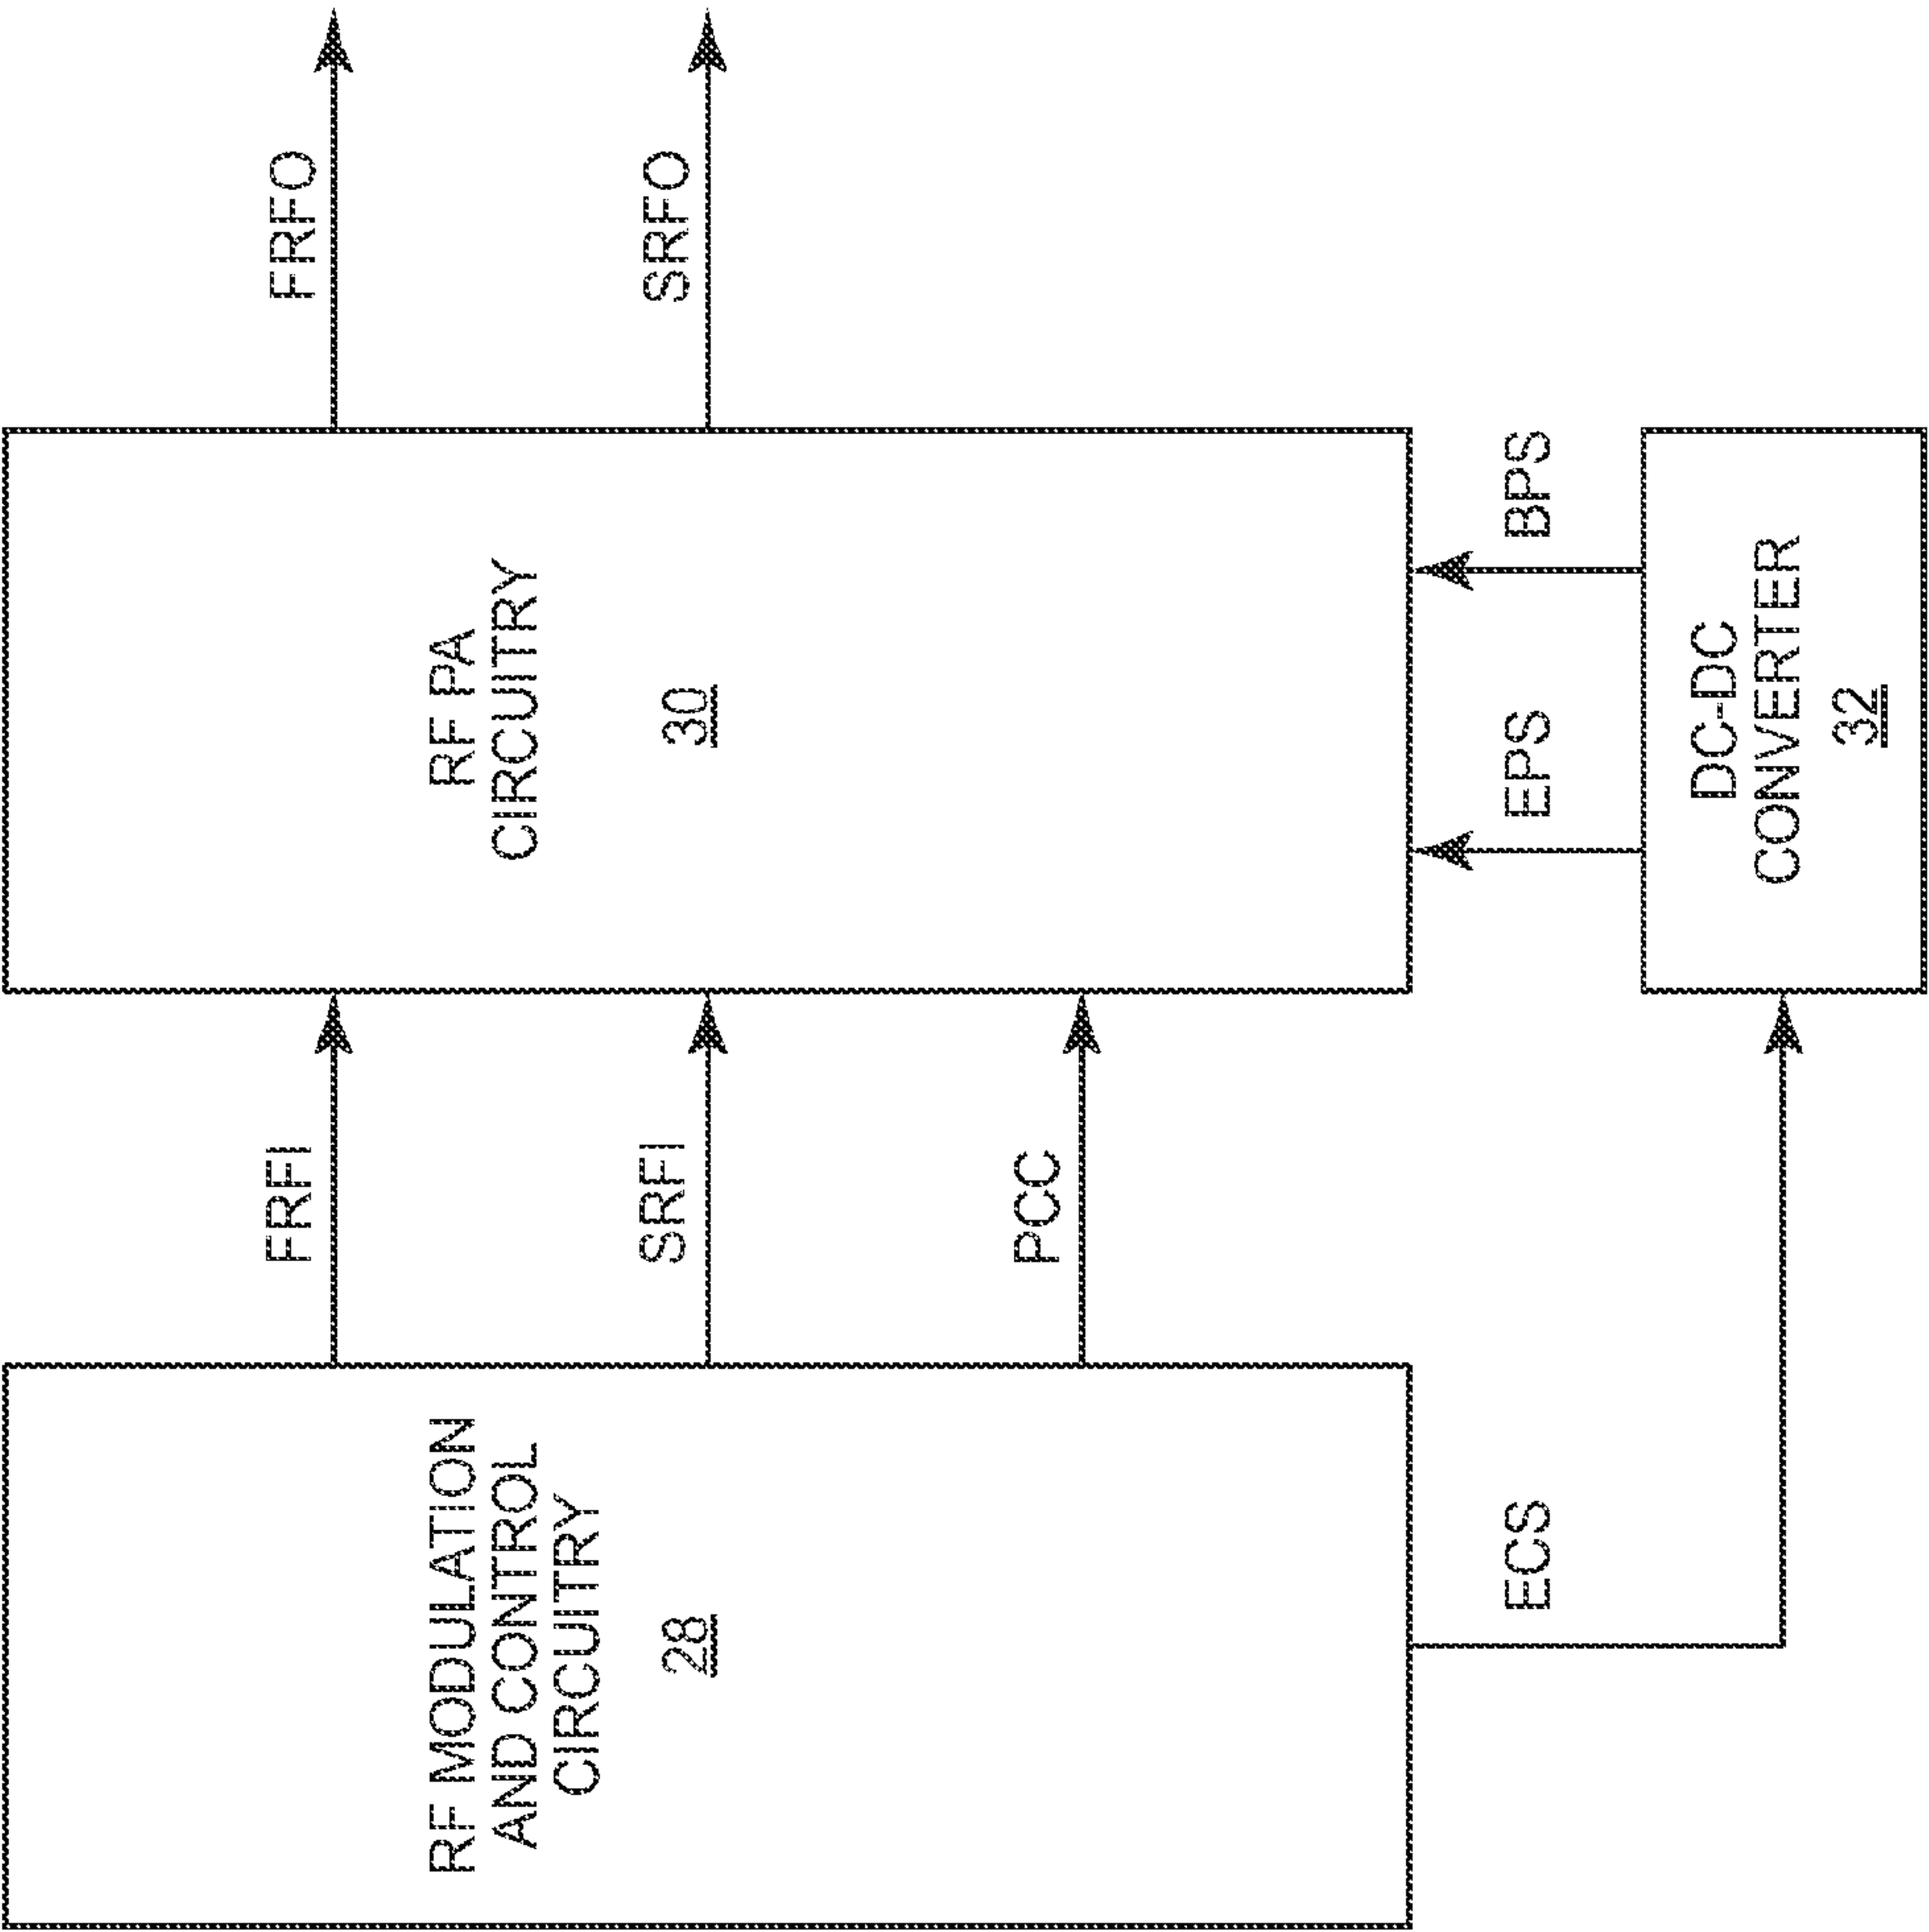 RF MODULATION
AND CONTROL
CIRCUITRY
28
FRFI
SRFI
PCC
ECS
RF PA
CIRCUITRY
30
FRFO
SRFO
EPS
BPS
DC-DC
CONVERTER
32